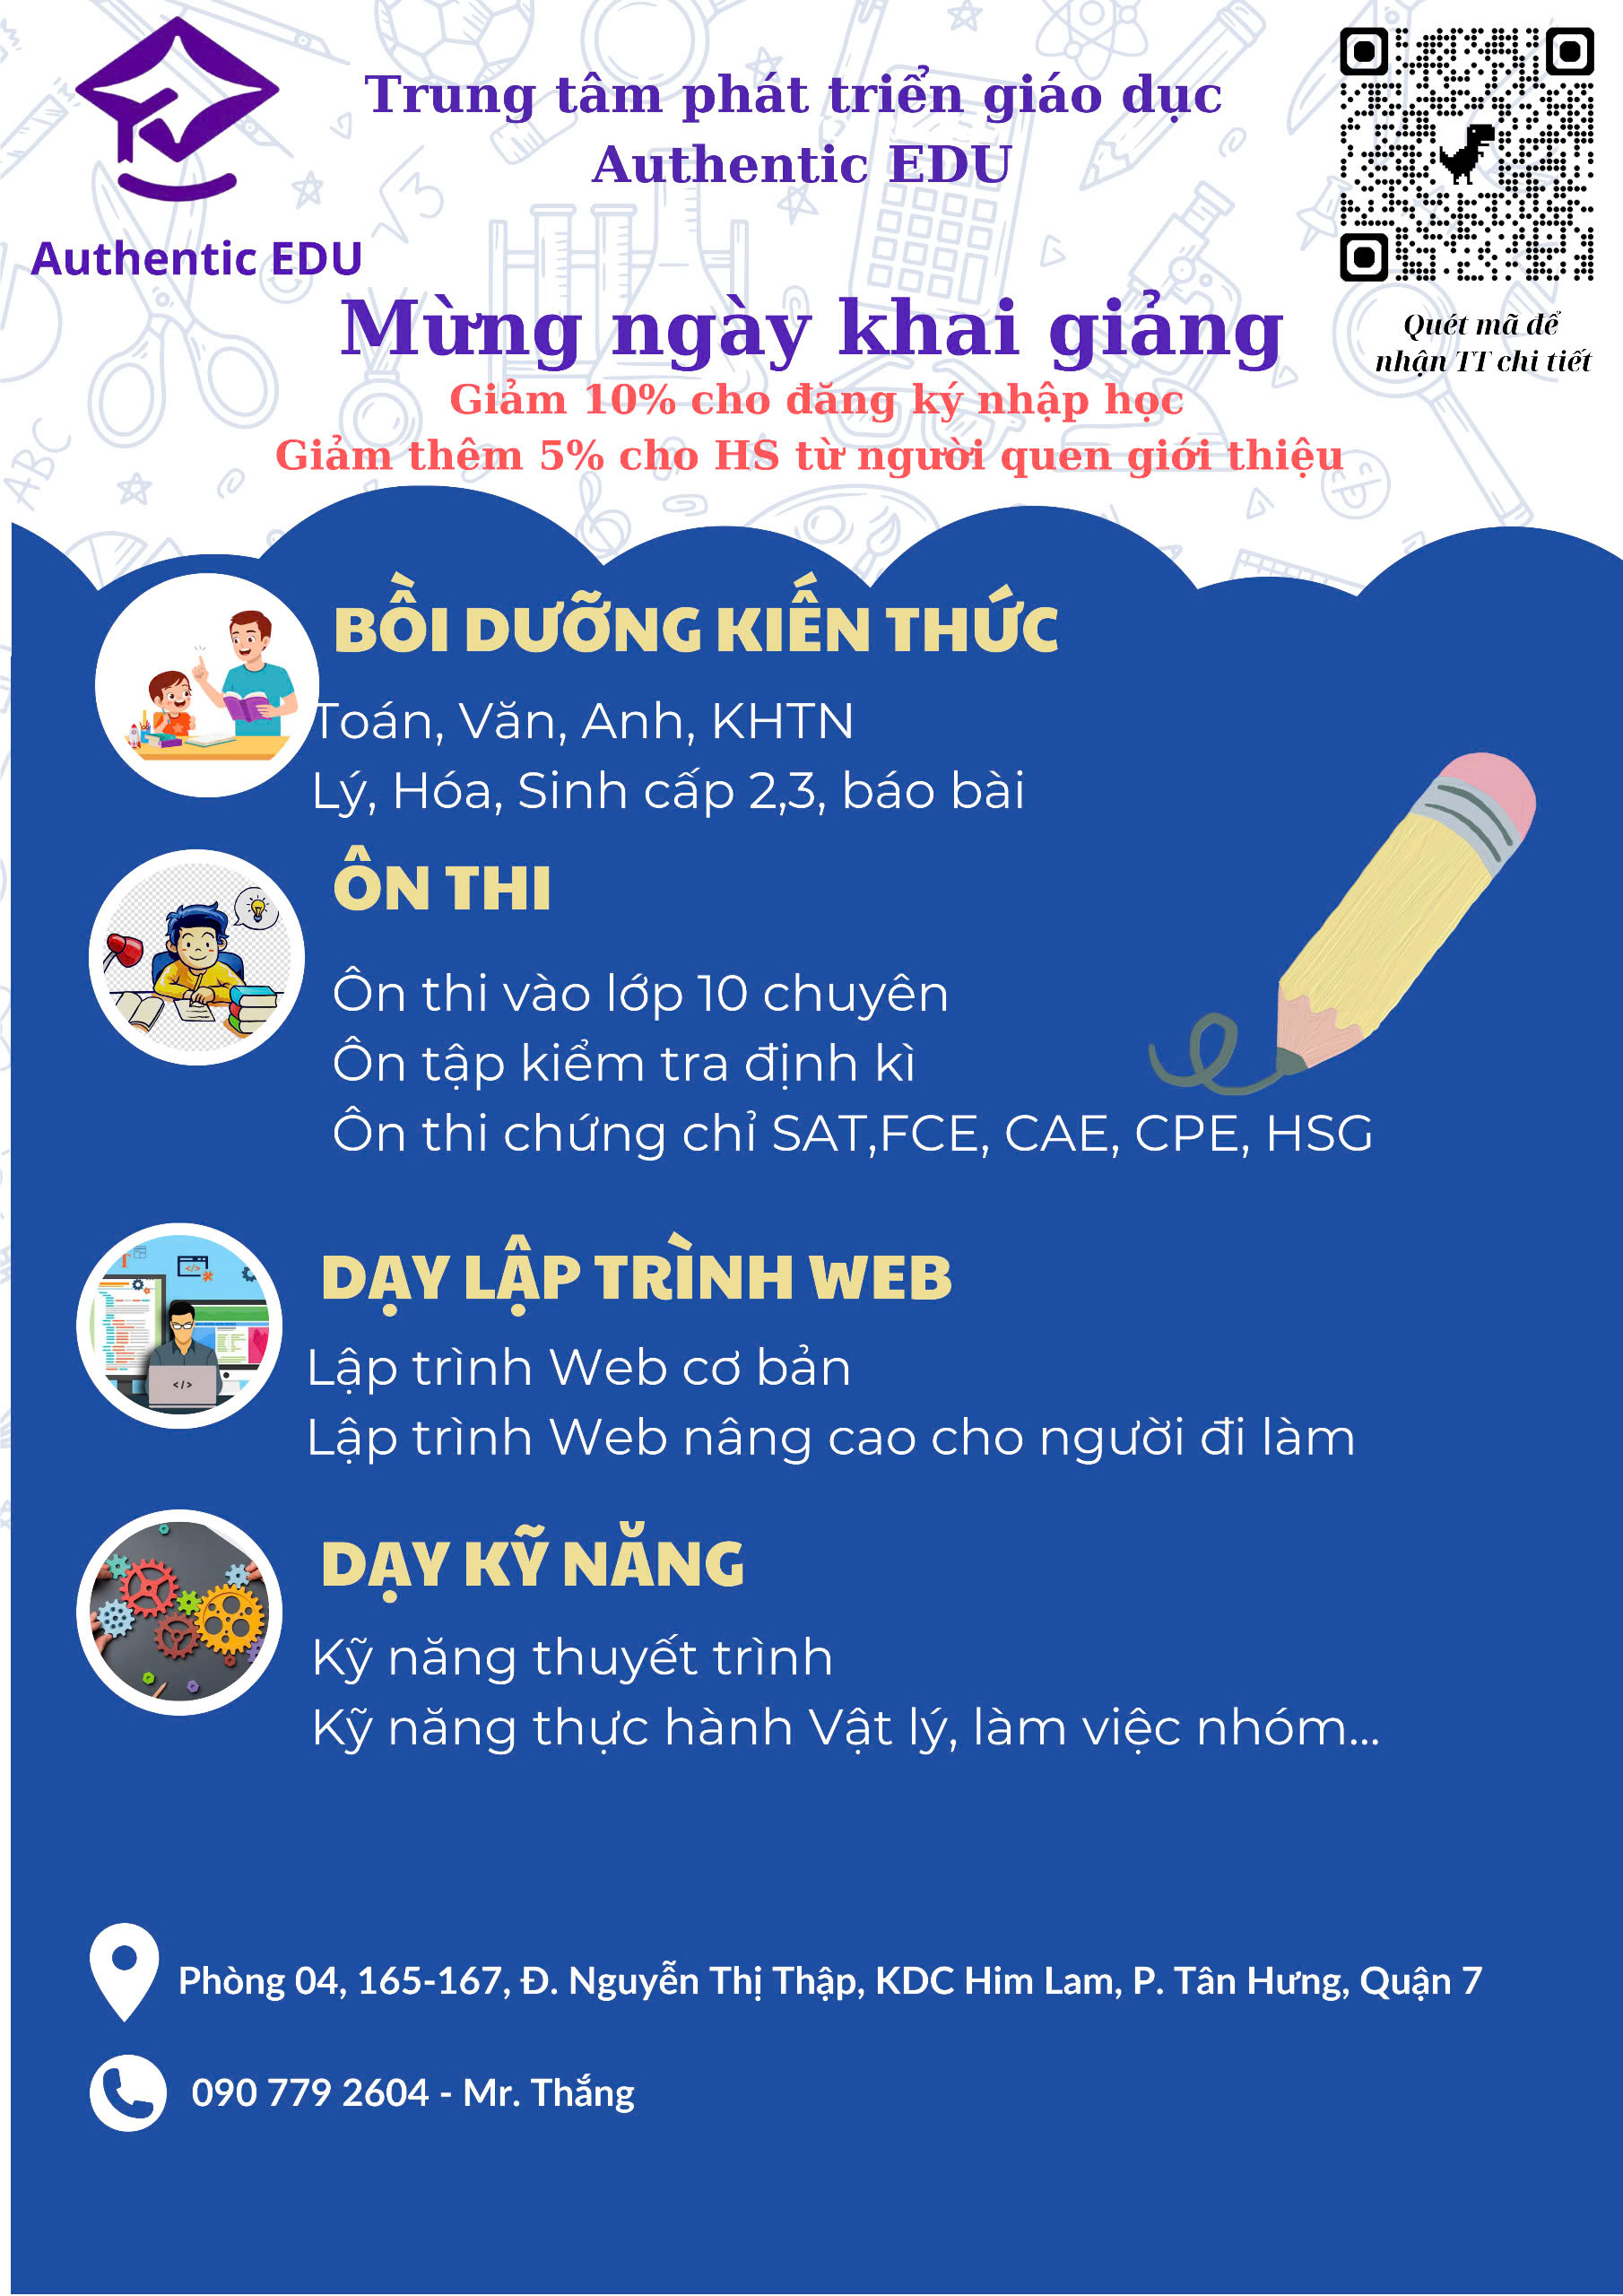 Trung tâm phát triển giáo dục
Authentic EDU
Authentic EDU
Mừng ngày khai giảng
Quét mã để
nhận TT chi tiết
Giảm 10% cho đăng ký nhập học
Giảm thêm 5% cho HS từ người quen giới thiệu
ABC
BỒI DƯỠNG KIẾN THỨC
Toán, Văn, Anh, KHTN
Lý, Hóa, Sinh cấp 2,3, báo bài
ÔN THI
Ôn thi vào lớp 10 chuyên
Ôn tập kiểm tra định kì
Ôn thi chứng chỉ SAT,FCE, CAE, CPE, HSG
DẠY LẬP TRÌNH WEB
Lập trình Web cơ bản
Lập trình Web nâng cao cho người đi làm
DẠY KỸ NĂNG
Kỹ năng thuyết trình
Kỹ năng thực hành Vật lý, làm việc nhóm...
Phòng 04, 165-167, Đ. Nguyễn Thị Thập, KDC Him Lam, P. Tân Hưng, Quận 7
090 779 2604 - Mr. Thắng